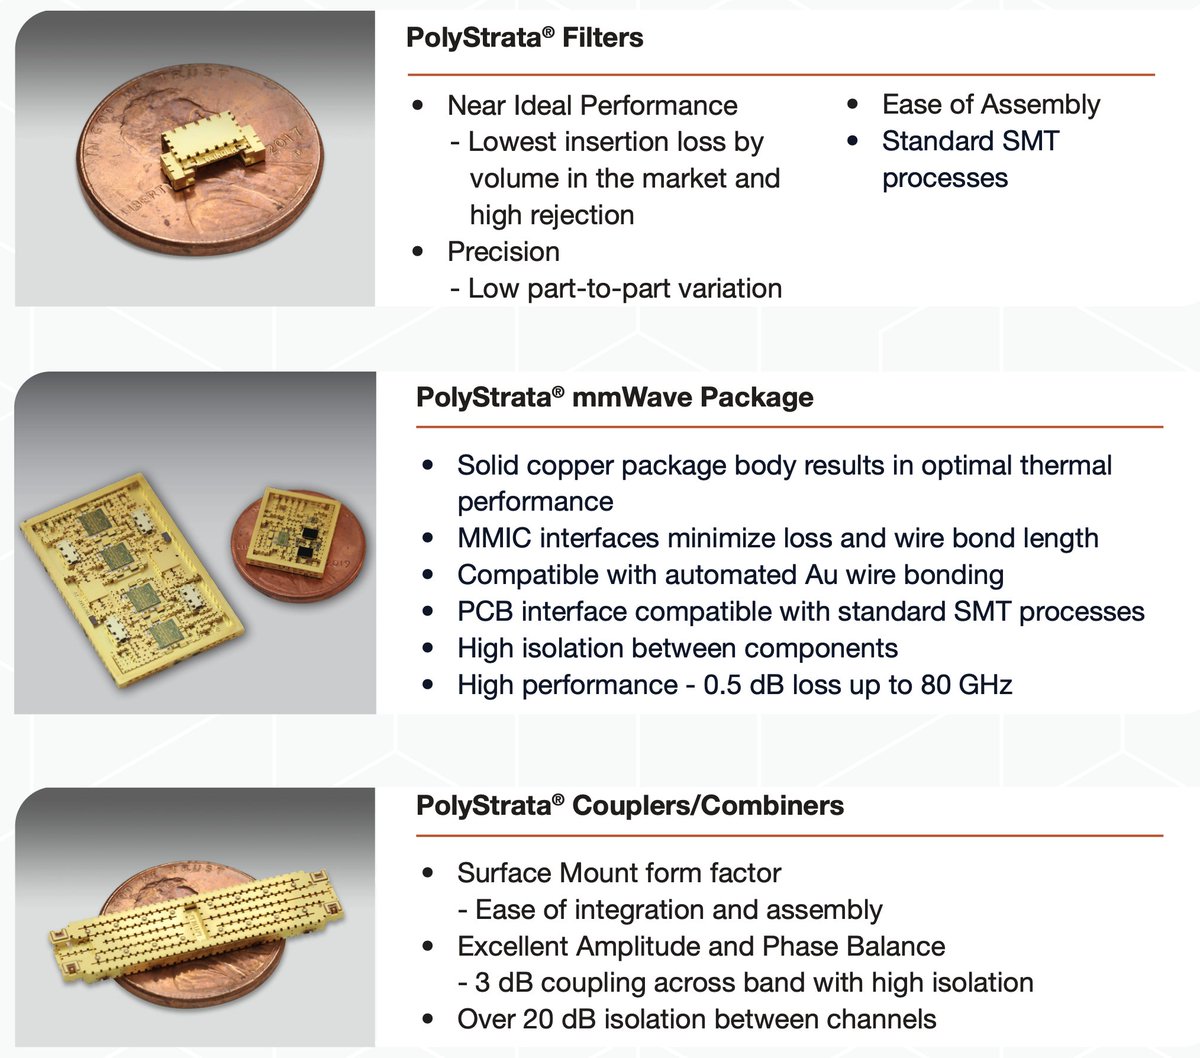 PolyStrata® Filters
• Near Ideal Performance
- Lowest insertion loss by
volume in the market and
high rejection
• Precision
- Low part-to-part variation
• Ease of Assembly
• Standard SMT
processes
2017
LIBERTY
PolyStrata® mmWave Package
• Solid copper package body results in optimal thermal
performance
• MMIC interfaces minimize loss and wire bond length
• Compatible with automated Au wire bonding
• PCB interface compatible with standard SMT processes
• High isolation between components
• High performance - 0.5 dB loss up to 80 GHz
PolyStrata® Couplers/Combiners
• Surface Mount form factor
- Ease of integration and assembly
• Excellent Amplitude and Phase Balance
- 3 dB coupling across band with high isolation
• Over 20 dB isolation between channels